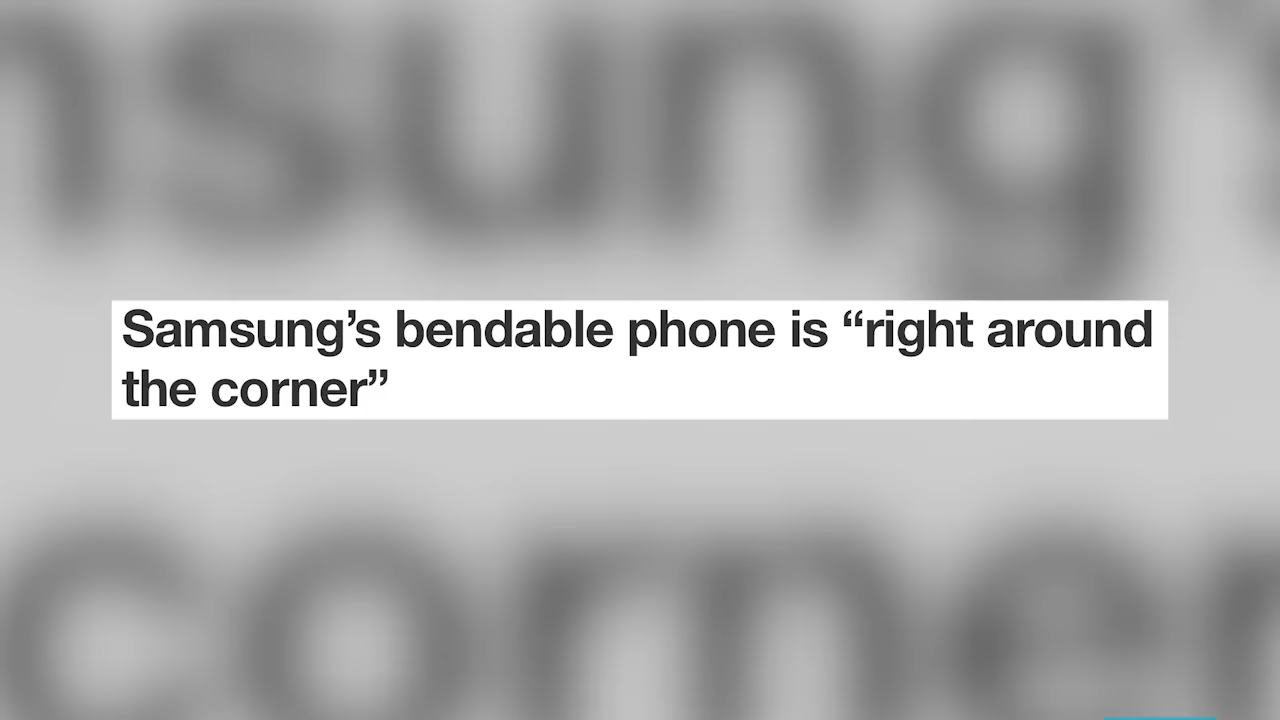 Samsung’s bendable phone is “right around
the corner”